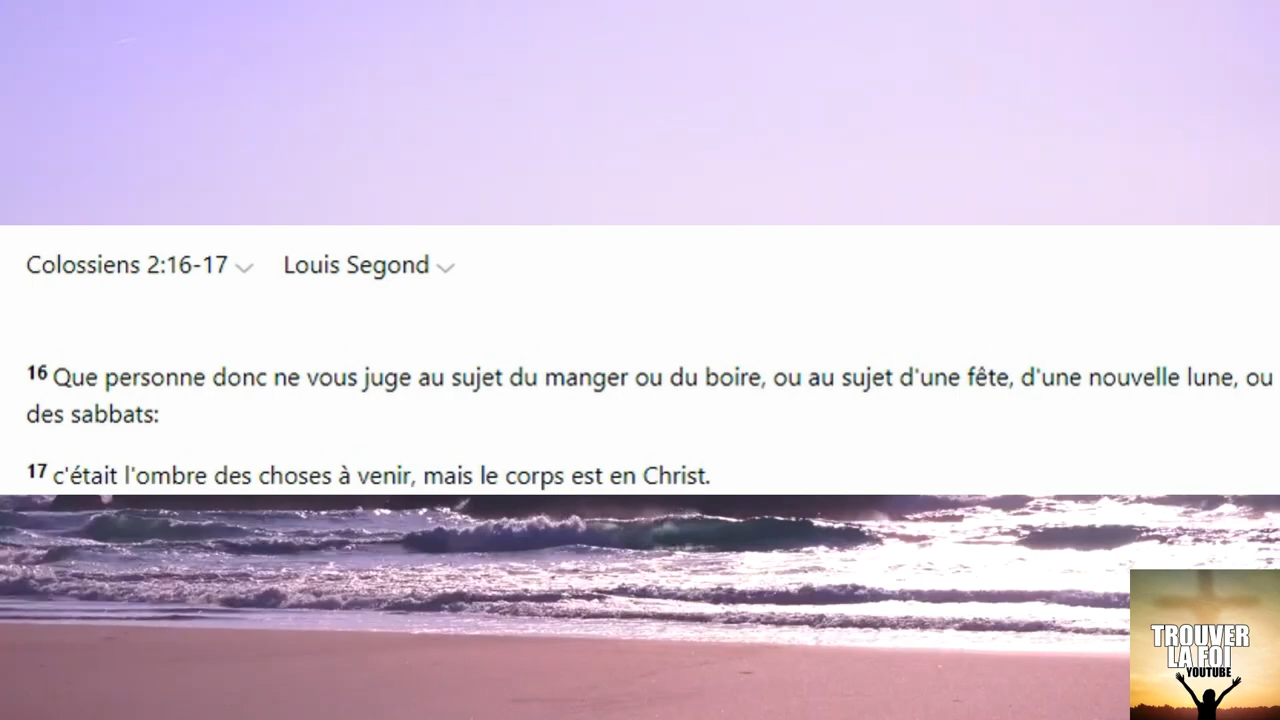 Colossiens 2:16-17 Louis Segond
16 Que personne donc ne vous juge au sujet du manger ou du boire, ou au sujet d'une fête, d'une nouvelle lune, ou
des sabbats:
17 c'était l'ombre des choses à venir, mais le corps est en Christ.
TROUVER
LA FOI
YOUTUBE